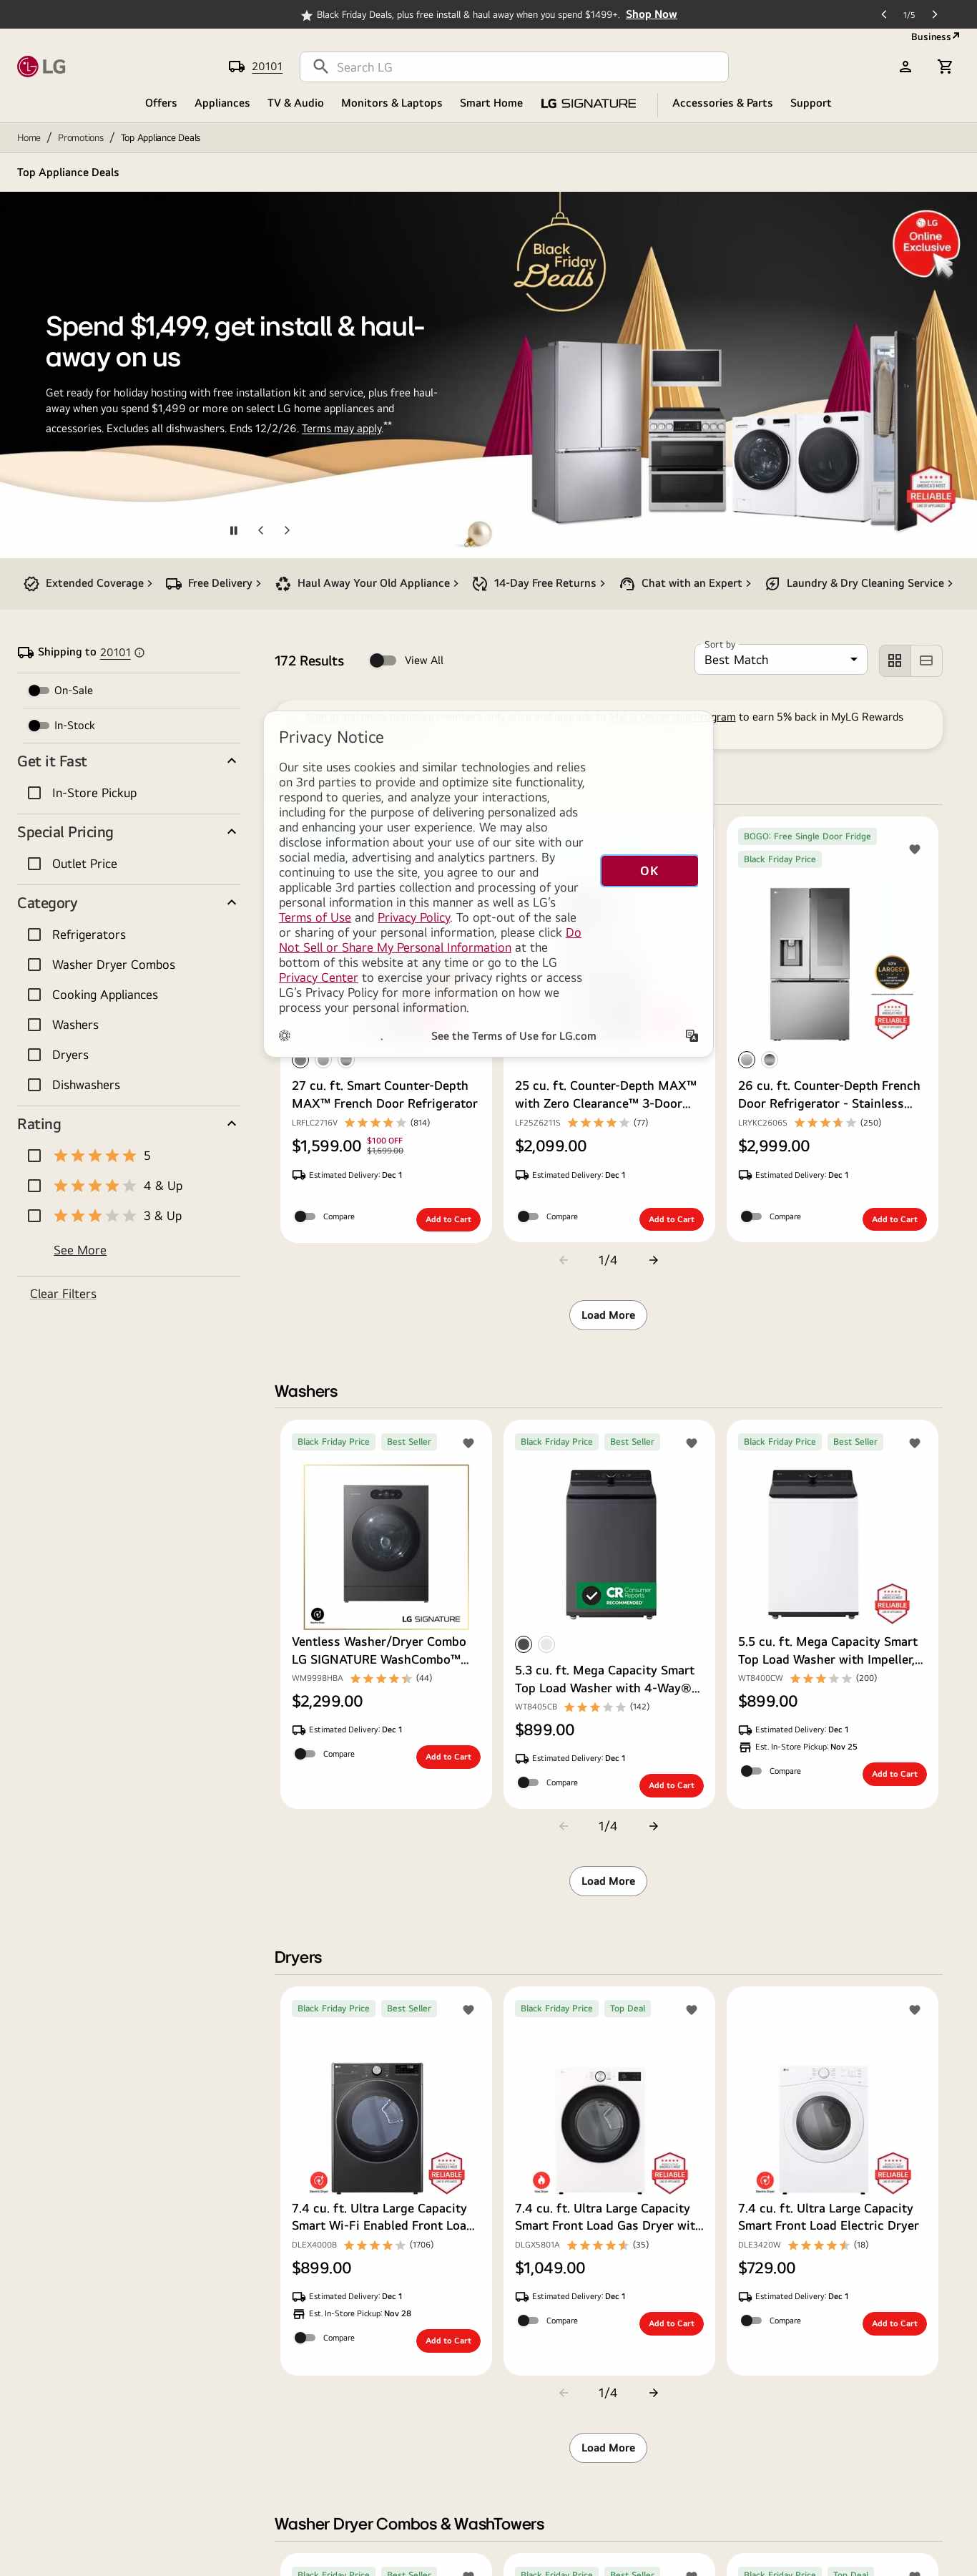 Black Friday Deals, plus free install & haul away when you spend $1499+. Shop Now
1/5
Business
LG
20101
Search LG
Offers
Appliances
TV & Audio
Monitors & Laptops
Smart Home
LG SIGNATURE
Accessories & Parts
Support
Home / Promotions / Top Appliance Deals
Top Appliance Deals
Black
Friday
Deals
LG
Online
Exclusive
Spend $1,499, get install & haul-
away on us
Get ready for holiday hosting with free installation kit and service, plus free haul-
away when you spend $1,499 or more on select LG home appliances and
accessories. Excludes all dishwashers. Ends 12/2/26. Terms may apply.**
AMERICA'S MOST
RELIABLE
LINE OF APPLIANCES
Extended Coverage
Free Delivery
Haul Away Your Old Appliance
14-Day Free Returns
Chat with an Expert
Laundry & Dry Cleaning Service
Shipping to 20101
On-Sale
In-Stock
Get it Fast
In-Store Pickup
Special Pricing
Outlet Price
Category
Refrigerators
Washer Dryer Combos
Cooking Appliances
Washers
Dryers
Dishwashers
Rating
5
4 & Up
3 & Up
See More
Clear Filters
172 Results
View All
Sort by
Best Match
to earn 5% back in MyLG Rewards
Privacy Notice
Our site uses cookies and similar technologies and relies
on 3rd parties to provide and optimize site functionality,
respond to queries, and analyze your interactions,
including for the purpose of delivering personalized ads
and enhancing your user experience. We may also
disclose information about your use of our site with our
social media, advertising and analytics partners. By
continuing to use the site, you agree to our and
applicable 3rd parties collection and processing of your
personal information in this manner as well as LG’s
Terms of Use and Privacy Policy. To opt-out of the sale
or sharing of your personal information, please click Do
Not Sell or Share My Personal Information at the
bottom of this website at any time or go to the LG
Privacy Center to exercise your privacy rights or access
LG’s Privacy Policy for more information on how we
process your personal information.
OK
. See the Terms of Use for LG.com
27 cu. ft. Smart Counter-Depth
MAX™ French Door Refrigerator
LRFLC2716V (814)
$1,599.00 $100 OFF
$1,699.00
Estimated Delivery: Dec 1
Compare
Add to Cart
25 cu. ft. Counter-Depth MAX™
with Zero Clearance™ 3-Door...
LF25Z6211S (77)
$2,099.00
Estimated Delivery: Dec 1
Compare
Add to Cart
BOGO: Free Single Door Fridge
Black Friday Price
LARGEST
RELIABLE
26 cu. ft. Counter-Depth French
Door Refrigerator - Stainless...
LRYKC2606S (250)
$2,999.00
Estimated Delivery: Dec 1
Compare
Add to Cart
1/4
Load More
Washers
Black Friday Price
Best Seller
LG SIGNATURE
Ventless Washer/Dryer Combo
LG SIGNATURE WashCombo™...
WM9998HBA (44)
$2,299.00
Estimated Delivery: Dec 1
Compare
Add to Cart
Black Friday Price
Best Seller
CR Consumer
Reports
RECOMMENDED
5.3 cu. ft. Mega Capacity Smart
Top Load Washer with 4-Way®...
WT8405CB (142)
$899.00
Estimated Delivery: Dec 1
Compare
Add to Cart
Black Friday Price
Best Seller
RELIABLE
5.5 cu. ft. Mega Capacity Smart
Top Load Washer with Impeller,...
WT8400CW (200)
$899.00
Estimated Delivery: Dec 1
Est. In-Store Pickup: Nov 25
Compare
Add to Cart
1/4
Load More
Dryers
Black Friday Price
Best Seller
RELIABLE
7.4 cu. ft. Ultra Large Capacity
Smart Wi-Fi Enabled Front Loa...
DLEX4000B (1706)
$899.00
Estimated Delivery: Dec 1
Est. In-Store Pickup: Nov 28
Compare
Add to Cart
Black Friday Price
Top Deal
RELIABLE
7.4 cu. ft. Ultra Large Capacity
Smart Front Load Gas Dryer wit...
DLGX5801A (35)
$1,049.00
Estimated Delivery: Dec 1
Compare
Add to Cart
RELIABLE
7.4 cu. ft. Ultra Large Capacity
Smart Front Load Electric Dryer
DLE3420W (18)
$729.00
Estimated Delivery: Dec 1
Compare
Add to Cart
1/4
Load More
Washer Dryer Combos & WashTowers
Black Friday Price
Best Seller
Black Friday Price
Best Seller
Black Friday Price
Top Deal